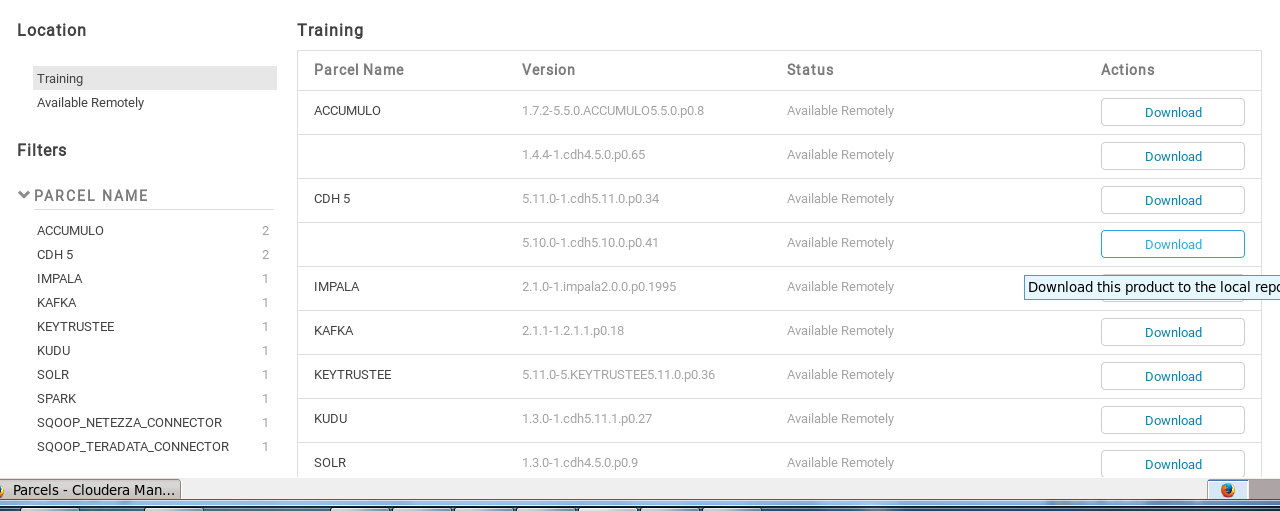 Location
Training
Available Remotely
Filters
PARCEL NAME
ACCUMULO 2
CDH 5 2
IMPALA 1
KAFKA 1
KEYTRUSTEE 1
KUDU 1
SOLR 1
SPARK 1
SQOOP_NETEZZA_CONNECTOR 1
SQOOP_TERADATA_CONNECTOR 1
Training
Parcel Name Version Status Actions
ACCUMULO 1.7.2-5.5.0.ACCUMULO5.5.0.p0.8 Available Remotely Download
1.4.4-1.cdh4.5.0.p0.65 Available Remotely Download
CDH 5 5.11.0-1.cdh5.11.0.p0.34 Available Remotely Download
5.10.0-1.cdh5.10.0.p0.41 Available Remotely Download
IMPALA 2.1.0-1.impala2.0.0.p0.1995 Available Remotely
Download this product to the local repo
KAFKA 2.1.1-1.2.1.1.p0.18 Available Remotely Download
KEYTRUSTEE 5.11.0-5.KEYTRUSTEE5.11.0.p0.36 Available Remotely Download
KUDU 1.3.0-1.cdh5.11.1.p0.27 Available Remotely Download
SOLR 1.3.0-1.cdh4.5.0.p0.9 Available Remotely Download
Parcels - Cloudera Man...